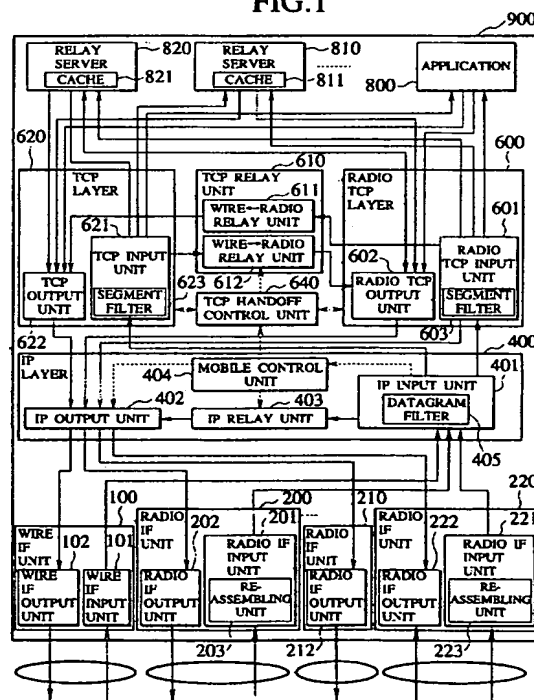 FIG.1
900
RELAY SERVER
CACHE
820
821
RELAY SERVER
CACHE
810
811
APPLICATION
800
620
TCP LAYER
621
TCP INPUT UNIT
SEGMENT FILTER
623
TCP OUTPUT UNIT
622
TCP RELAY UNIT
610
611
WIRE↔RADIO RELAY UNIT
WIRE↔RADIO RELAY UNIT
612
640
TCP HANDOFF CONTROL UNIT
600
RADIO TCP LAYER
601
RADIO TCP INPUT UNIT
SEGMENT FILTER
603
602
RADIO TCP OUTPUT UNIT
400
IP LAYER
404
MOBILE CONTROL UNIT
401
IP INPUT UNIT
DATAGRAM FILTER
405
402
IP OUTPUT UNIT
403
IP RELAY UNIT
100
WIRE IF UNIT
102
WIRE IF OUTPUT UNIT
101
WIRE IF INPUT UNIT
200
RADIO IF UNIT
202
RADIO IF OUTPUT UNIT
201
RADIO IF INPUT UNIT
RE-ASSEMBLING UNIT
203
210
RADIO IF UNIT
RADIO IF OUTPUT UNIT
212
220
RADIO IF UNIT
222
RADIO IF OUTPUT UNIT
221
RADIO IF INPUT UNIT
RE-ASSEMBLING UNIT
223